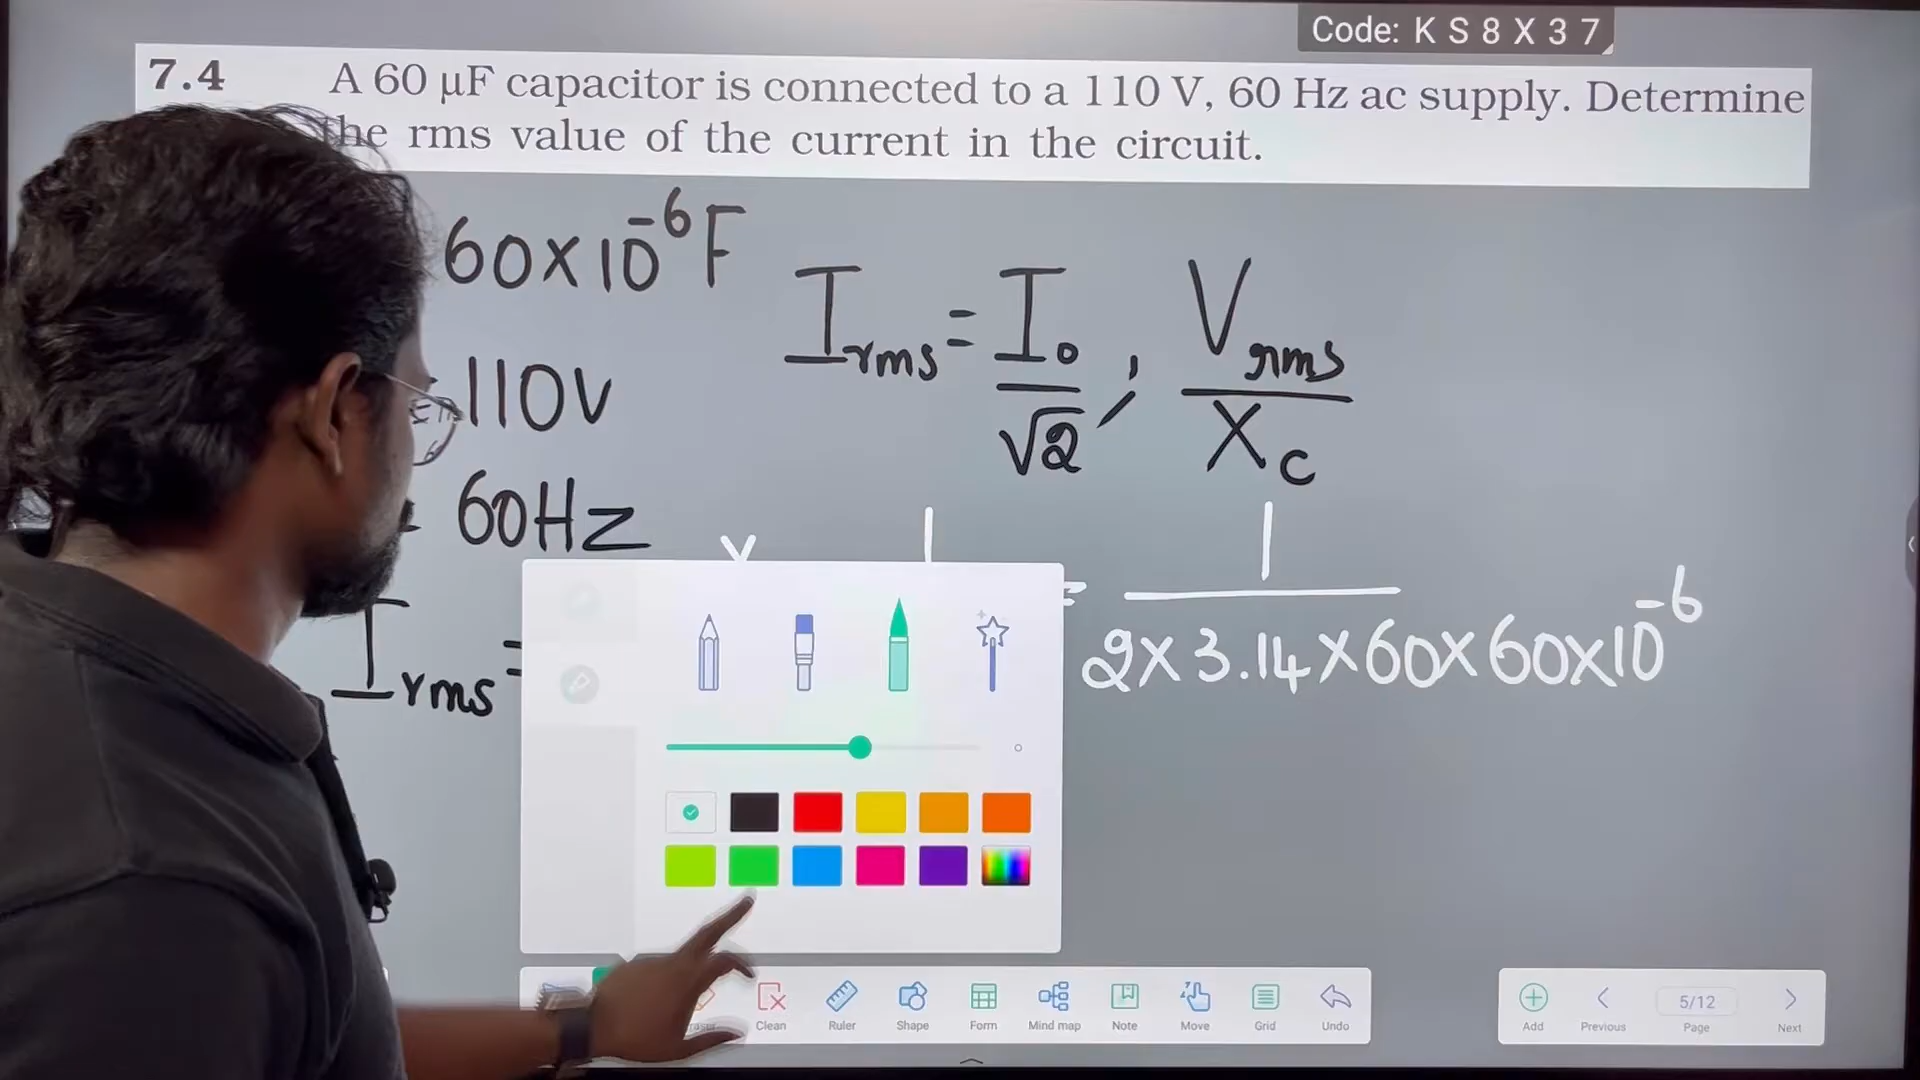 Code: K S 8 X 3 7
7.4 A 60 μF capacitor is connected to a 110 V, 60 Hz ac supply. Determine
the rms value of the current in the circuit.
60×10⁻⁶F
Irms = I₀/√2 , Vrms/Xc
=110V
60Hz
Irms =
X 1 = 1/2×3.14×60×60×10⁻⁶
Clean Ruler Shape Form Mind map Note Move Grid Undo
Add Previous 5/12 Page Next